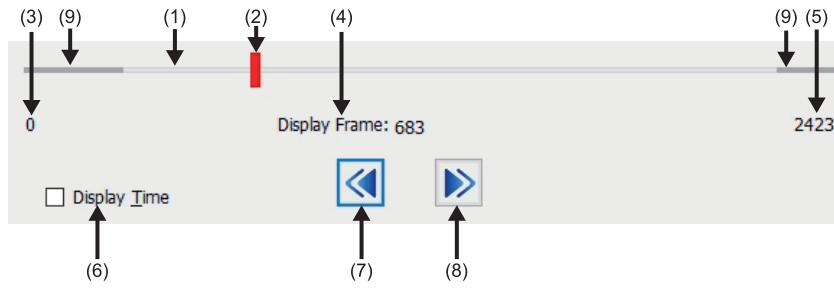 (3) (9) (1) (2) (4) (9) (5)
0 Display Frame: 683 2423
Display Time
(6) (7) (8)